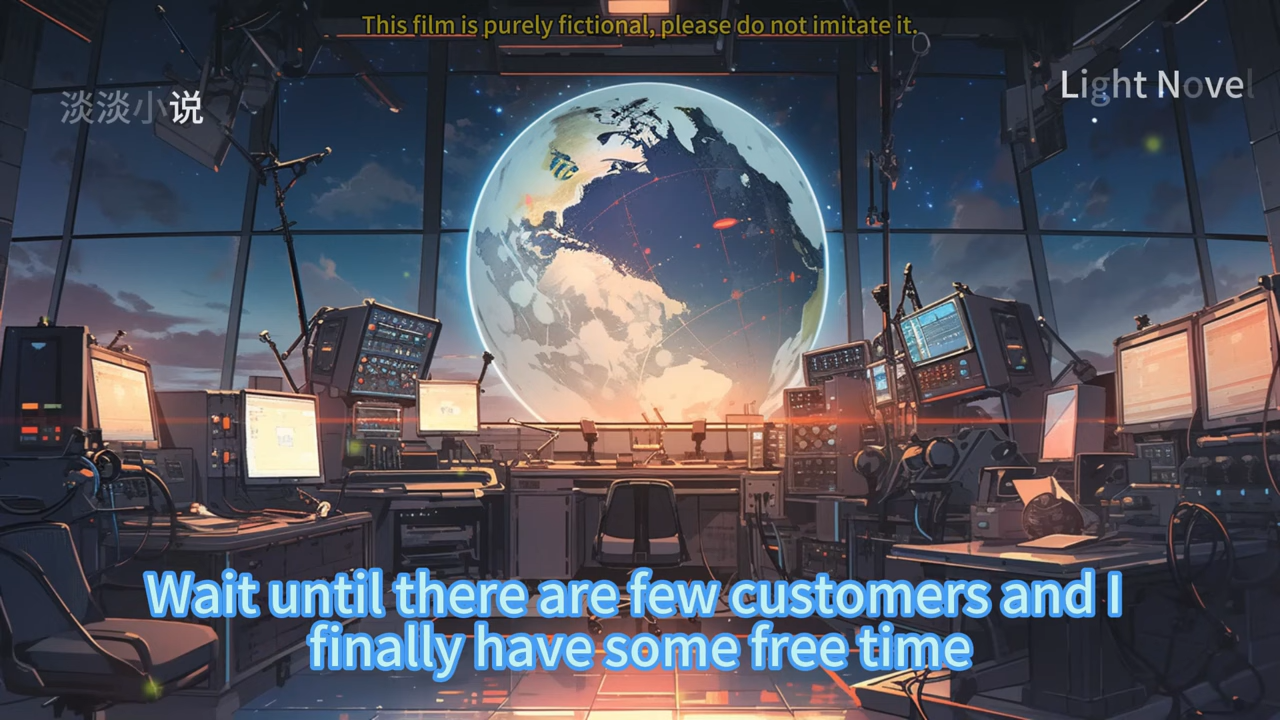 This film is purely fictional, please do not imitate it.
淡淡小说
Light Novel
Wait until there are few customers and I
finally have some free time